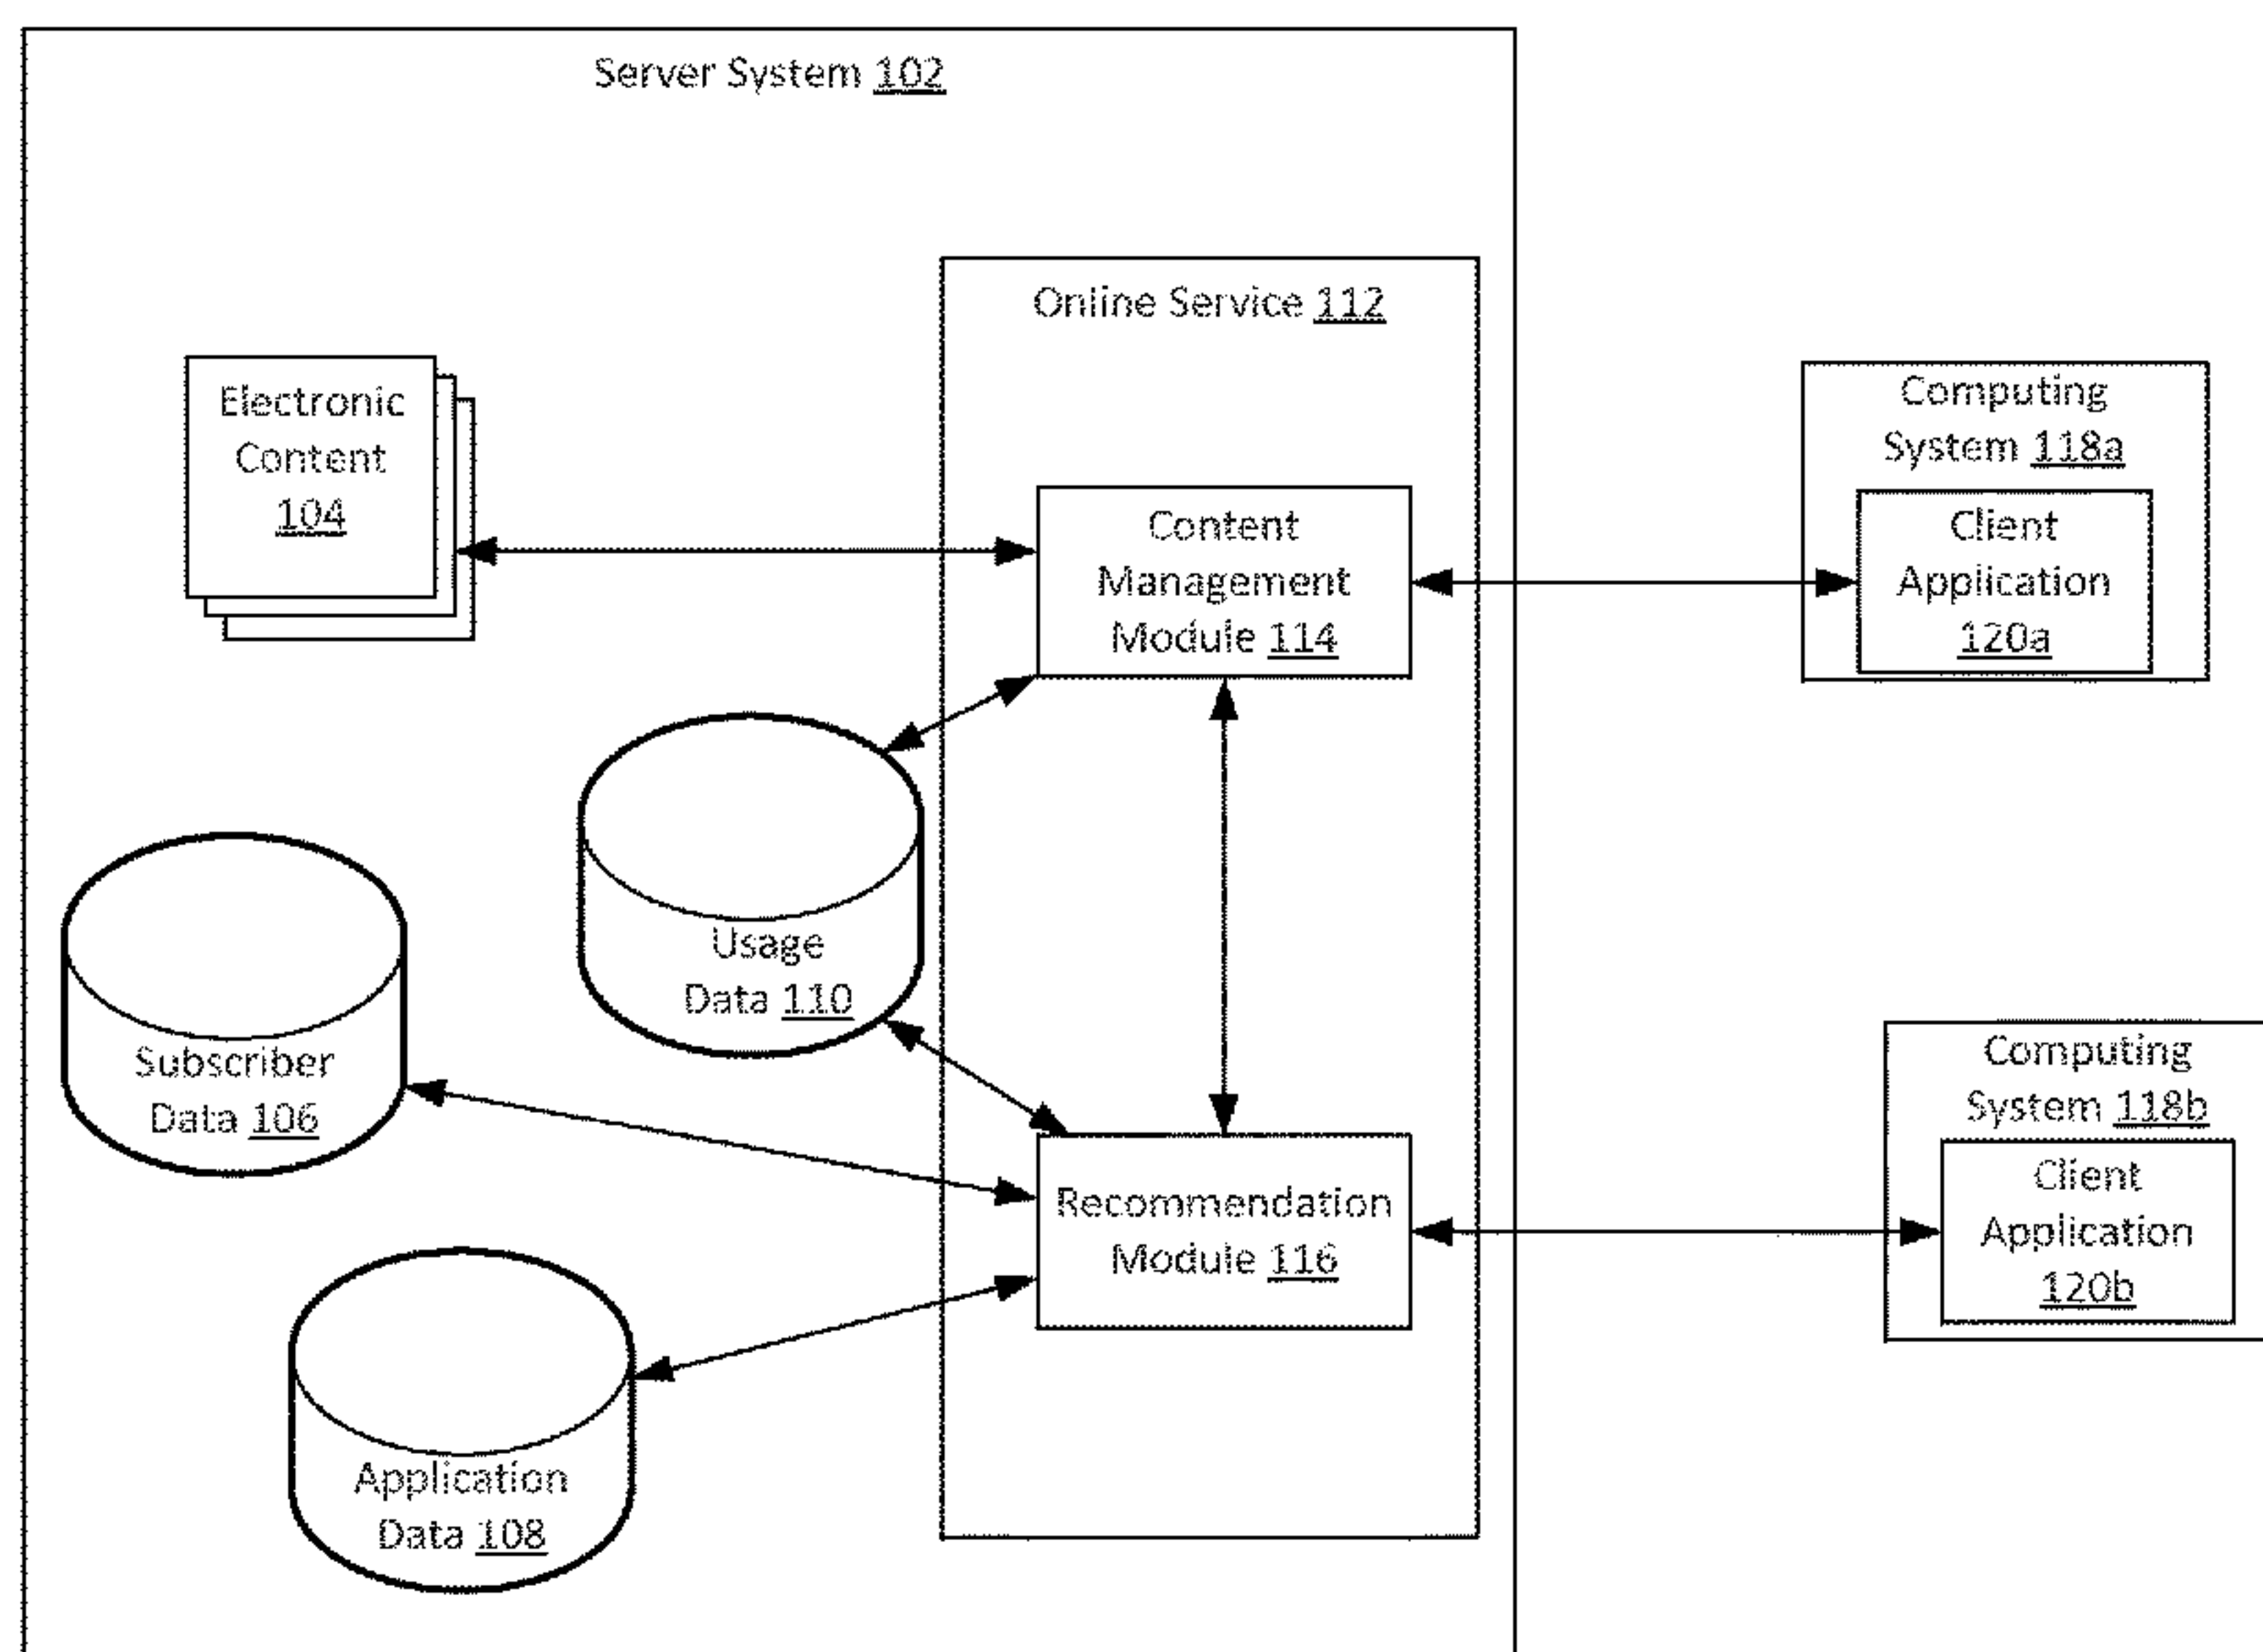 Server System 102
Online Service 112
Electronic
Content
104
Content
Management
Module 114
Computing
System 118a
Client
Application
120a
Usage
Data 110
Subscriber
Data 106
Computing
System 118b
Client
Application
120b
Recommendation
Module 116
Application
Data 108